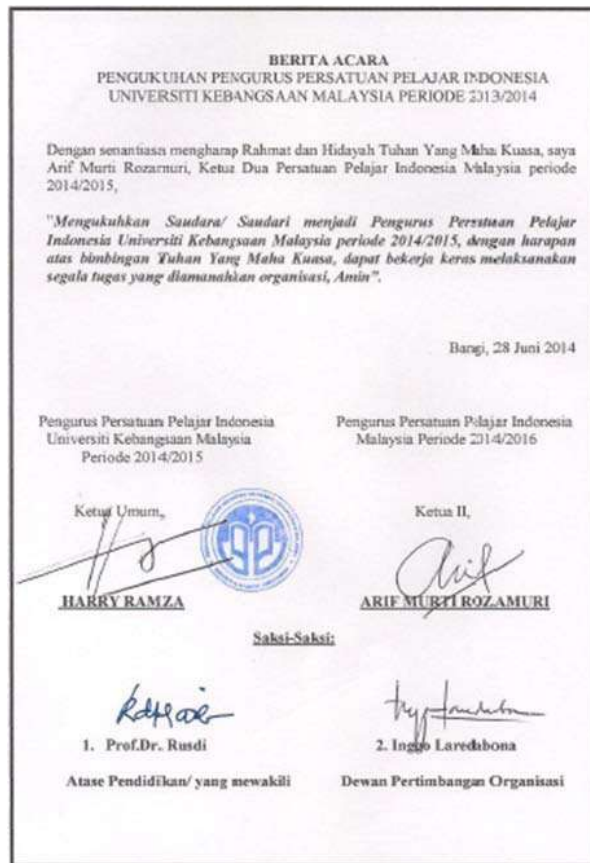 BERITA ACARA
PENGUKUHAN PENGURUS PERSATUAN PELAJAR INDONESIA
UNIVERSITI KEBANGSAAN MALAYSIA PERIODE 2313/2014
Dengan senantiasa mengharap Rahmat dan Hidayah Tuhan Yang Maha Kuasa, saya
Arif Murti Rozamuri, Ketua Dua Persatuan Pelajar Indonesia Malaysia periode
2014/2015,
"Mengukuhkan Saudara/ Saudari menjadi Pengurus Persatuan Pelajar
Indonesia Universiti Kebangsaan Malaysia periode 2014/2015, dengan harapan
atas bimbingan Tuhan Yang Maha Kuasa, dapat bekerja keras melaksanakan
segala tugas yang diamanahkan organisasi, Amin".
Bangi, 28 Juni 2014
Pengurus Persatuan Pelajar Indonesia
Universiti Kebangsaan Malaysia
Periode 2014/2015
Pengurus Persatuan Pelajar Indonesia
Malaysia Periode 2014/2016
Ketua Umum,
Ketua II,
HARRY RAMZA
Arif
ARIF MURTI ROZAMURI
Saksi-Saksi:
1. Prof.Dr. Rusdi
2. Inggo Laredabona
Atase Pendidikan/ yang mewakili
Dewan Pertimbangan Organisasi